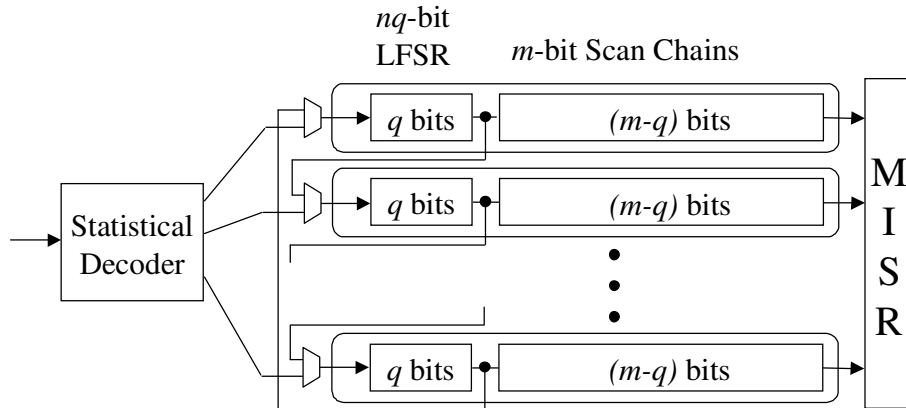 nq-bit
LFSR
m-bit Scan Chains
q bits
(m-q) bits
q bits
(m-q) bits
Statistical
Decoder
q bits
(m-q) bits
M
I
S
R